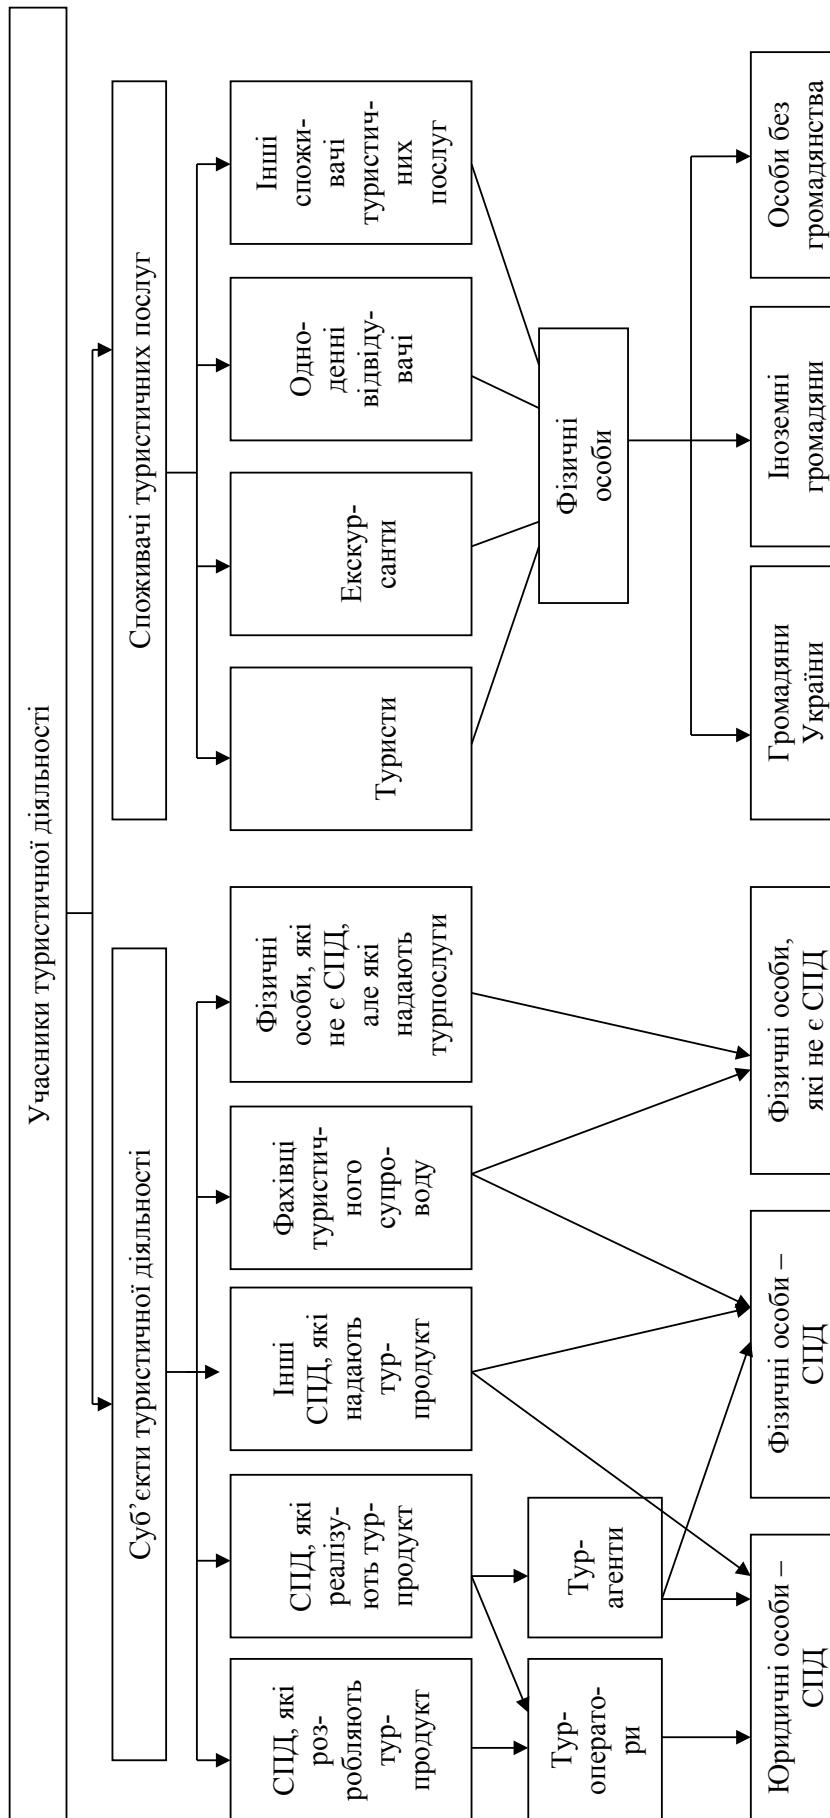 Учасники туристичної діяльності
Суб’єкти туристичної діяльності
Споживачі туристичних послуг
СПД, які
роз-
робляють
тур-
продукт
СПД, які
реалізу-
ють тур-
продукт
Інші
СПД, які
надають
тур-
продукт
Фахівці
туристич-
ного
супро-
воду
Фізичні
особи, які
не є СПД,
але які
надають
турпослуги
Туристи
Екскур-
санти
Одно-
денні
відвіду-
вачі
Інші
спожи-
вачі
туристич-
них
послуг
Тур-
операто-
ри
Тур-
агенти
Фізичні
особи
Юридичні особи –
СПД
Фізичні особи –
СПД
Фізичні особи,
які не є СПД
Громадяни
України
Іноземні
громадяни
Особи без
громадянства